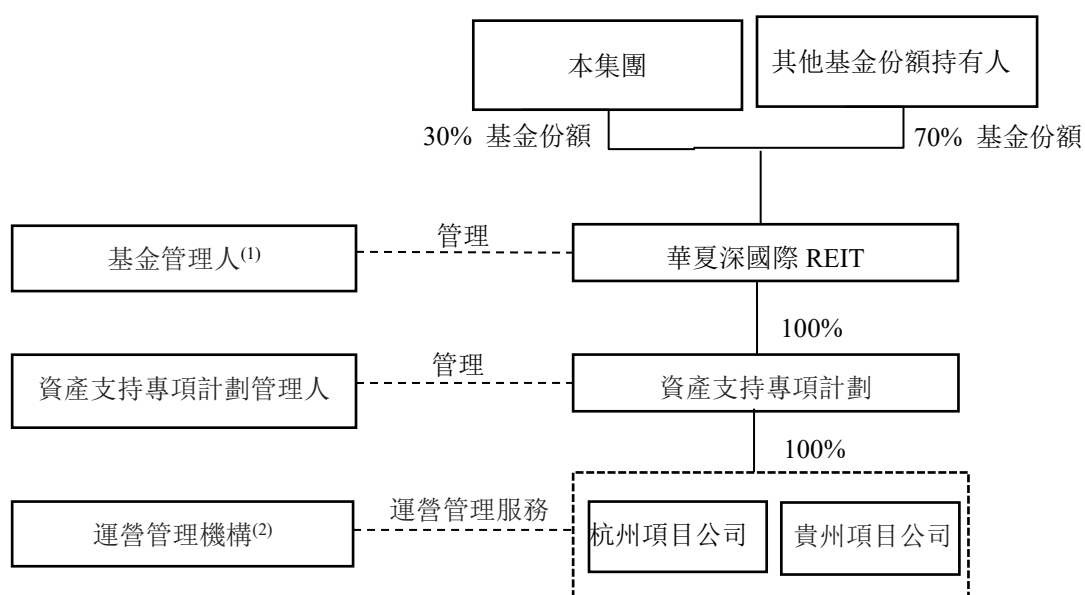 本集團
其他基金份額持有人
30% 基金份額
70% 基金份額
基金管理人(1)
管理
華夏深國際 REIT
100%
資產支持專項計劃管理人
管理
資產支持專項計劃
100%
運營管理機構(2)
運營管理服務
杭州項目公司
貴州項目公司